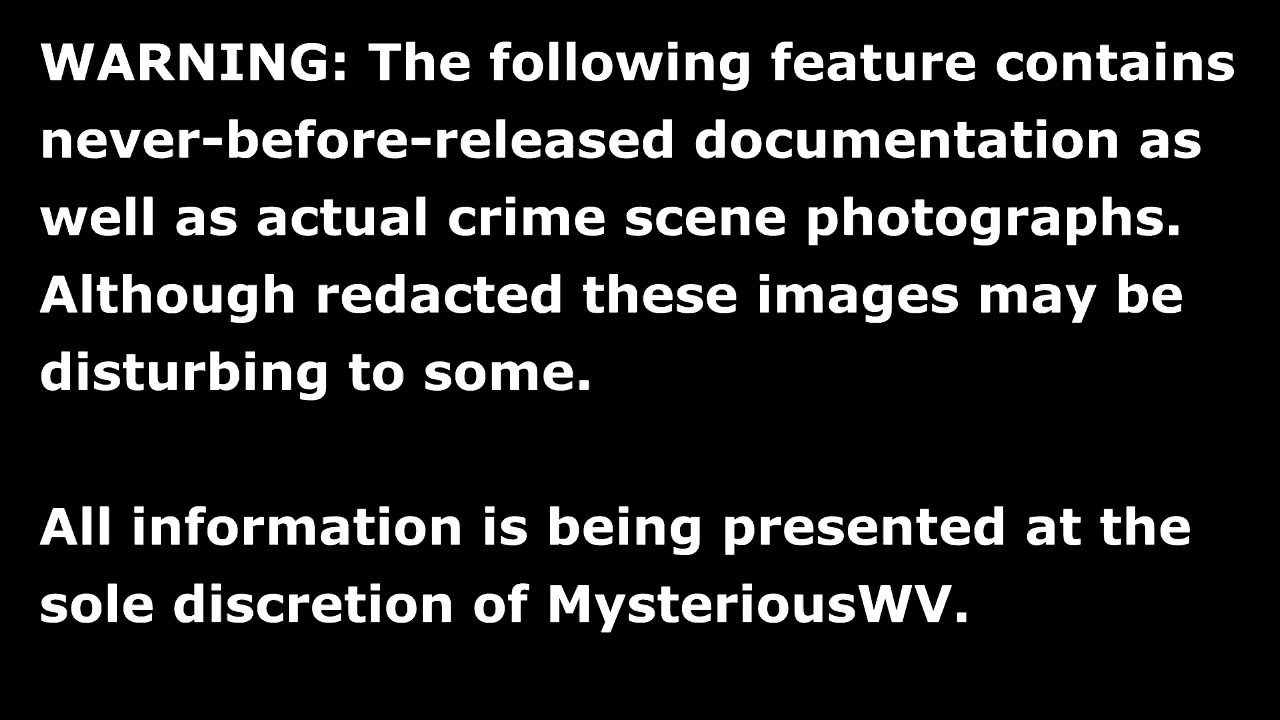 WARNING: The following feature contains
never-before-released documentation as
well as actual crime scene photographs.
Although redacted these images may be
disturbing to some.
All information is being presented at the
sole discretion of MysteriousWV.